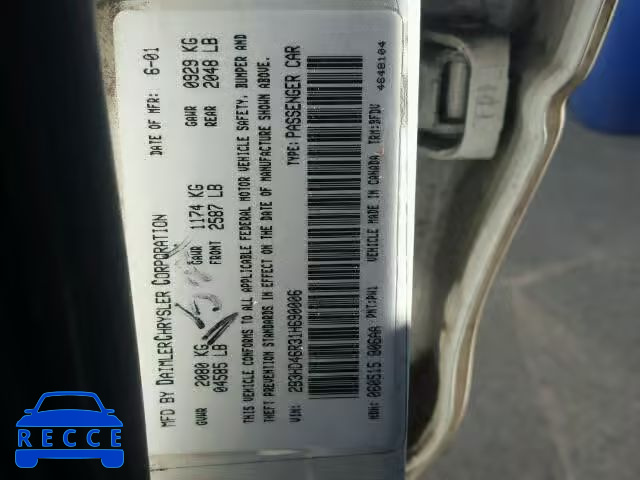 MFD BY DAIMLERCHRYSLER CORPORATION DATE OF MFR: 6-01
GVWR 2080 KG GAWR 1174 KG GAWR 0929 KG
04585 LB FRONT 2587 LB REAR 2048 LB
THIS VEHICLE CONFORMS TO ALL APPLICABLE FEDERAL MOTOR VEHICLE SAFETY, BUMPER AND
THEFT PREVENTION STANDARDS IN EFFECT ON THE DATE OF MANUFACTURE SHOWN ABOVE.
VIN: 2B3HD46R31H690006 TYPE: PASSENGER CAR
MDH: 060515 806AA PNT: PW1 VEHICLE MADE IN CANADA TRM: BFDV
4648104
RECCE